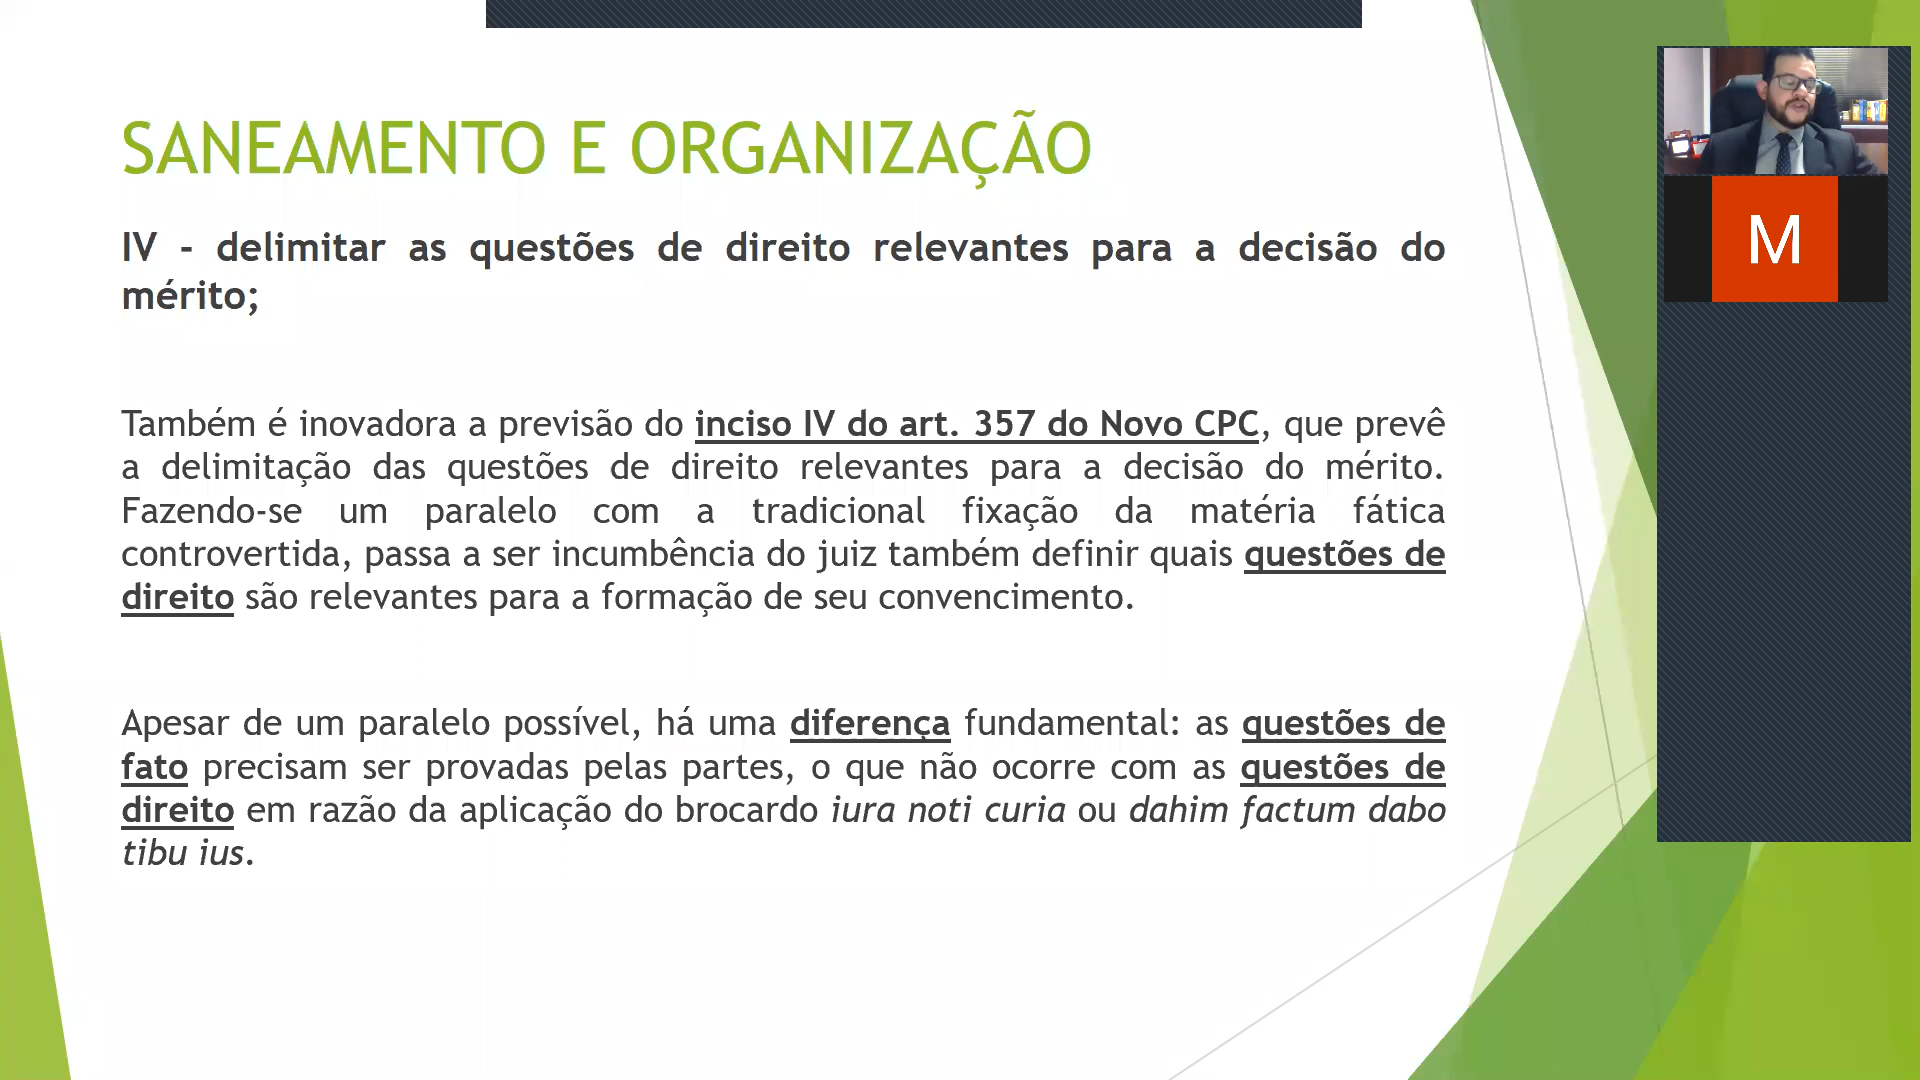 SANEAMENTO E ORGANIZAÇÃO
IV - delimitar as questões de direito relevantes para a decisão do
mérito;
Também é inovadora a previsão do inciso IV do art. 357 do Novo CPC, que prevê
a delimitação das questões de direito relevantes para a decisão do mérito.
Fazendo-se um paralelo com a tradicional fixação da matéria fática
controvertida, passa a ser incumbência do juiz também definir quais questões de
direito são relevantes para a formação de seu convencimento.
Apesar de um paralelo possível, há uma diferença fundamental: as questões de
fato precisam ser provadas pelas partes, o que não ocorre com as questões de
direito em razão da aplicação do brocardo iura noti curia ou dahim factum dabo
tibu ius.
M